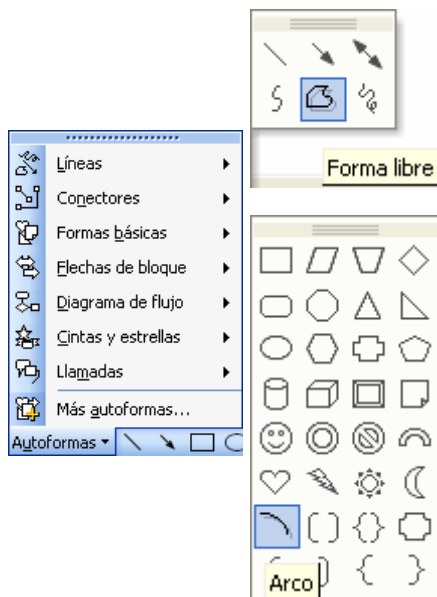 Forma libre
Líneas
Conectores
Formas básicas
Flechas de bloque
Diagrama de flujo
Cintas y estrellas
Llamadas
Más autoformas...
Autoformas
Arco